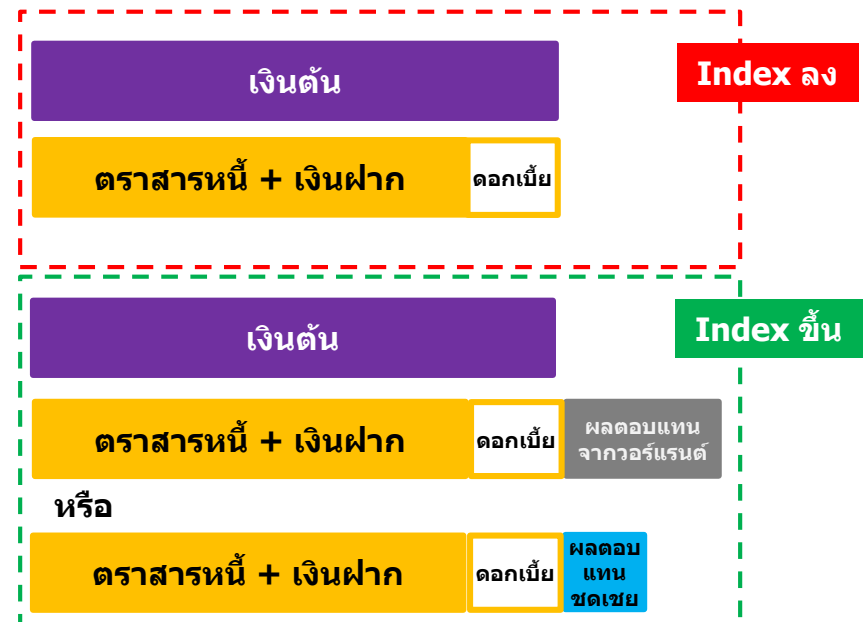 เงินต้น
Index ลง
ตราสารหนี้ + เงินฝาก
ดอกเบี้ย
เงินต้น
Index ขึ้น
ตราสารหนี้ + เงินฝาก
ดอกเบี้ย
ผลตอบแทน
จากวอร์แรนต์
หรือ
ตราสารหนี้ + เงินฝาก
ดอกเบี้ย
ผลตอบ
แทน
ชดเชย